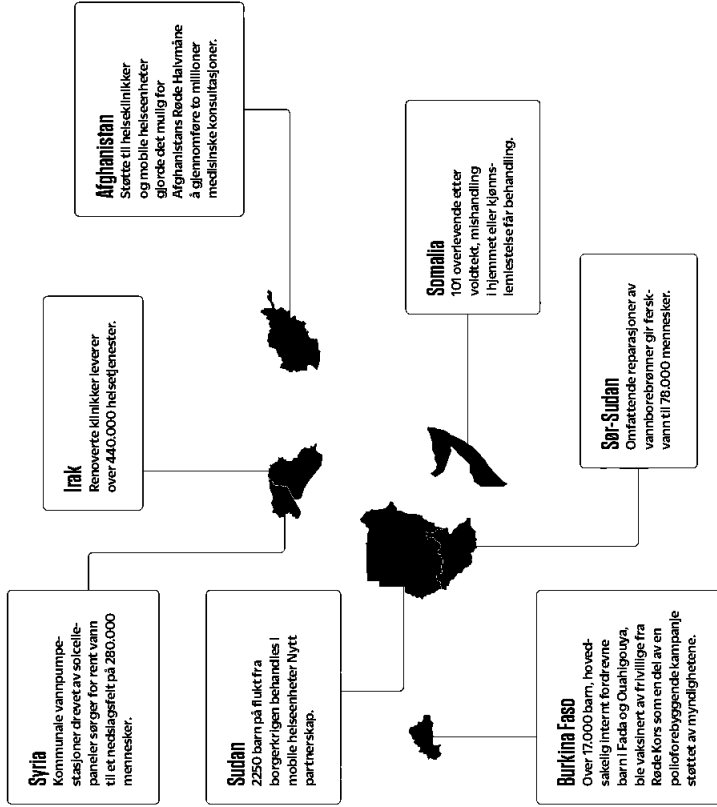 Syria
Kommunale vannpumpe-
stasjoner drevet av solcelle-
paneler sørger for rent vann
til et nedslagsfelt på 280.000
mennesker.
Irak
Renoverte klinikker leverer
over 440.000 helsetjenester.
Afghanistan
Støtte til helseklinikker
og mobile helseenheter
gjorde det mulig for
Afghanistans Røde Halvmåne
å gjennomføre to millioner
medisinske konsultasjoner.
Sudan
2250 barn på flukt fra
borgerkrigen behandles i
mobile helseenheter Nytt
partnerskap.
Somalia
101 overlevende etter
voldtekt, mishandling
i hjemmet eller kjønns-
lemlestelse får behandling.
Burkina Faso
Over 17.000 barn, hoved-
sakelig internt fordrevne
barn i Fada og Ouahigouya,
ble vaksinert av frivillige fra
Røde Kors som en del av en
polioforebyggende kampanje
støttet av myndighetene.
Sør-Sudan
Omfattende reparasjoner av
vannborebrønner gir fersk-
vann til 78.000 mennesker.